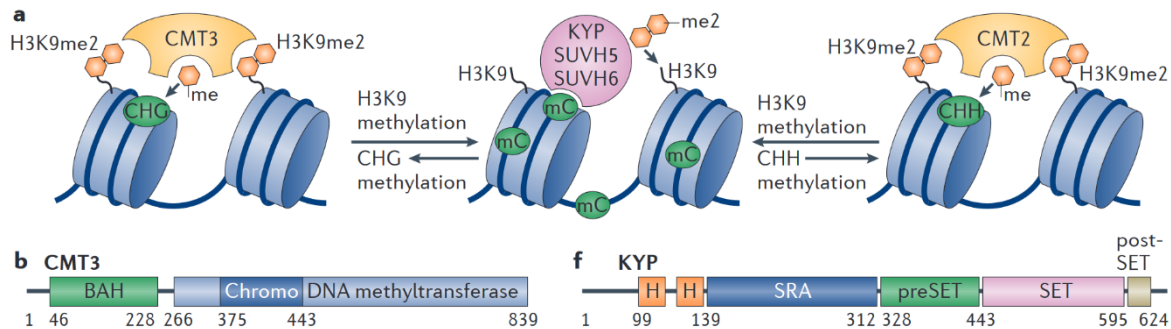 a
H3K9me2
CMT3
H3K9me2
me
CHG
H3K9
methylation
CHG
methylation
KYP
SUVH5
SUVH6
me2
H3K9
H3K9
mC
mC
mC
mC
H3K9
methylation
CHH
methylation
H3K9me2
CMT2
H3K9me2
me
CHH
b CMT3
BAH
Chromo
DNA methyltransferase
1 46 228 266 375 443 839
f KYP
post-
SET
H H SRA preSET SET
1 99 139 312 328 443 595 624